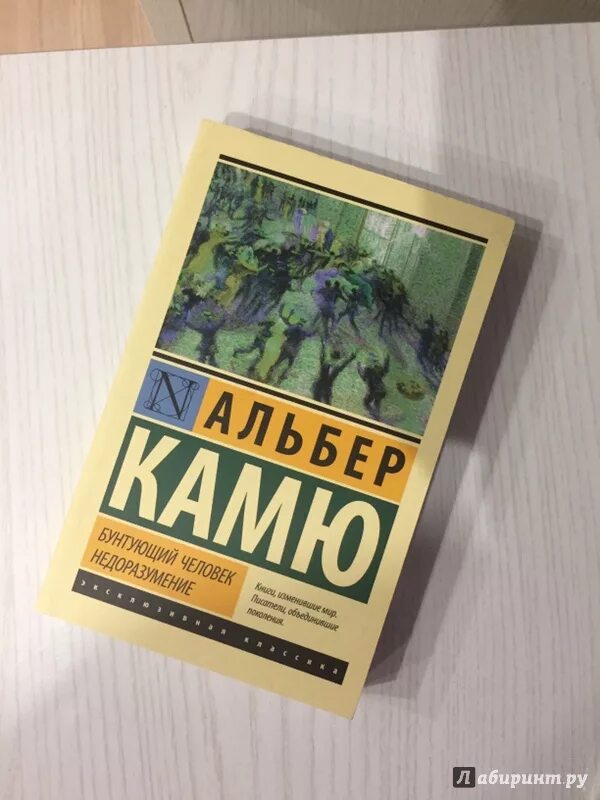 N
АЛЬБЕР
КАМЮ
БУНТУЮЩИЙ ЧЕЛОВЕК
НЕДОРАЗУМЕНИЕ
Книги, изменившие мир.
Писатели, объединившие
поколения.
эксклюзивная классика
Лабиринт.ру